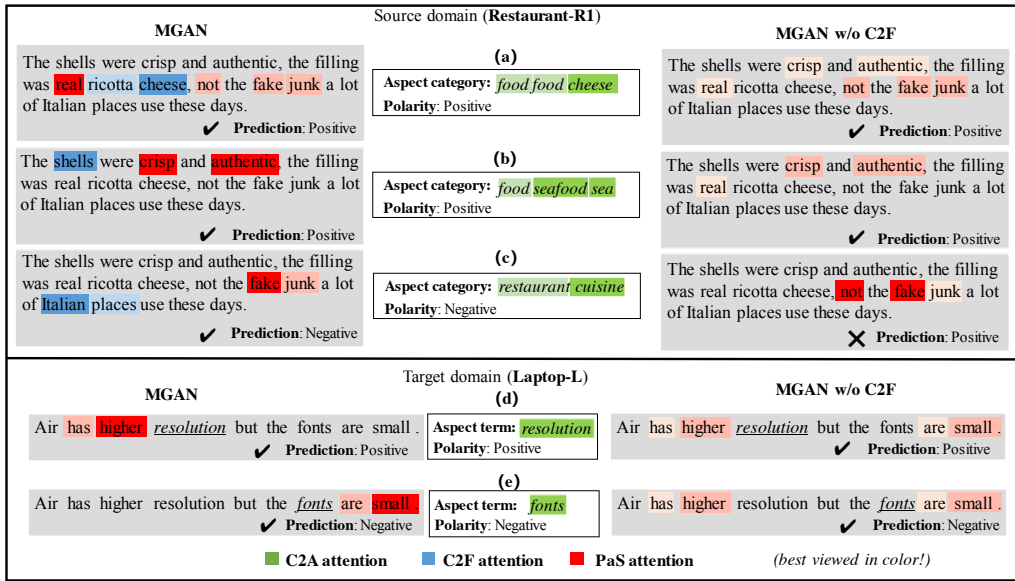 Source domain (Restaurant-R1)
MGAN
MGAN w/o C2F
The shells were crisp and authentic, the filling
was real ricotta cheese, not the fake junk a lot
of Italian places use these days.
✔ Prediction: Positive
(a)
Aspect category: food food cheese
Polarity: Positive
The shells were crisp and authentic, the filling
was real ricotta cheese, not the fake junk a lot
of Italian places use these days.
✔ Prediction: Positive
The shells were crisp and authentic, the filling
was real ricotta cheese, not the fake junk a lot
of Italian places use these days.
✔ Prediction: Positive
(b)
Aspect category: food seafood sea
Polarity: Positive
The shells were crisp and authentic, the filling
was real ricotta cheese, not the fake junk a lot
of Italian places use these days.
✔ Prediction: Positive
The shells were crisp and authentic, the filling
was real ricotta cheese, not the fake junk a lot
of Italian places use these days.
✔ Prediction: Negative
(c)
Aspect category: restaurant cuisine
Polarity: Negative
The shells were crisp and authentic, the filling
was real ricotta cheese, not the fake junk a lot
of Italian places use these days.
✕ Prediction: Positive
Target domain (Laptop-L)
MGAN
MGAN w/o C2F
Air has higher resolution but the fonts are small .
✔ Prediction: Positive
(d)
Aspect term: resolution
Polarity: Positive
Air has higher resolution but the fonts are small .
✔ Prediction: Positive
Air has higher resolution but the fonts are small .
✔ Prediction: Negative
(e)
Aspect term: fonts
Polarity: Negative
Air has higher resolution but the fonts are small .
✔ Prediction: Negative
C2A attention
C2F attention
PaS attention
(best viewed in color!)